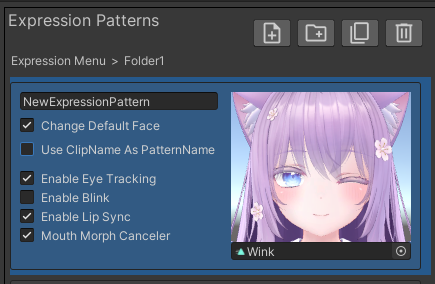 Expression Patterns
Expression Menu > Folder1
NewExpressionPattern
Change Default Face
Use ClipName As PatternName
Enable Eye Tracking
Enable Blink
Enable Lip Sync
Mouth Morph Canceler
Wink